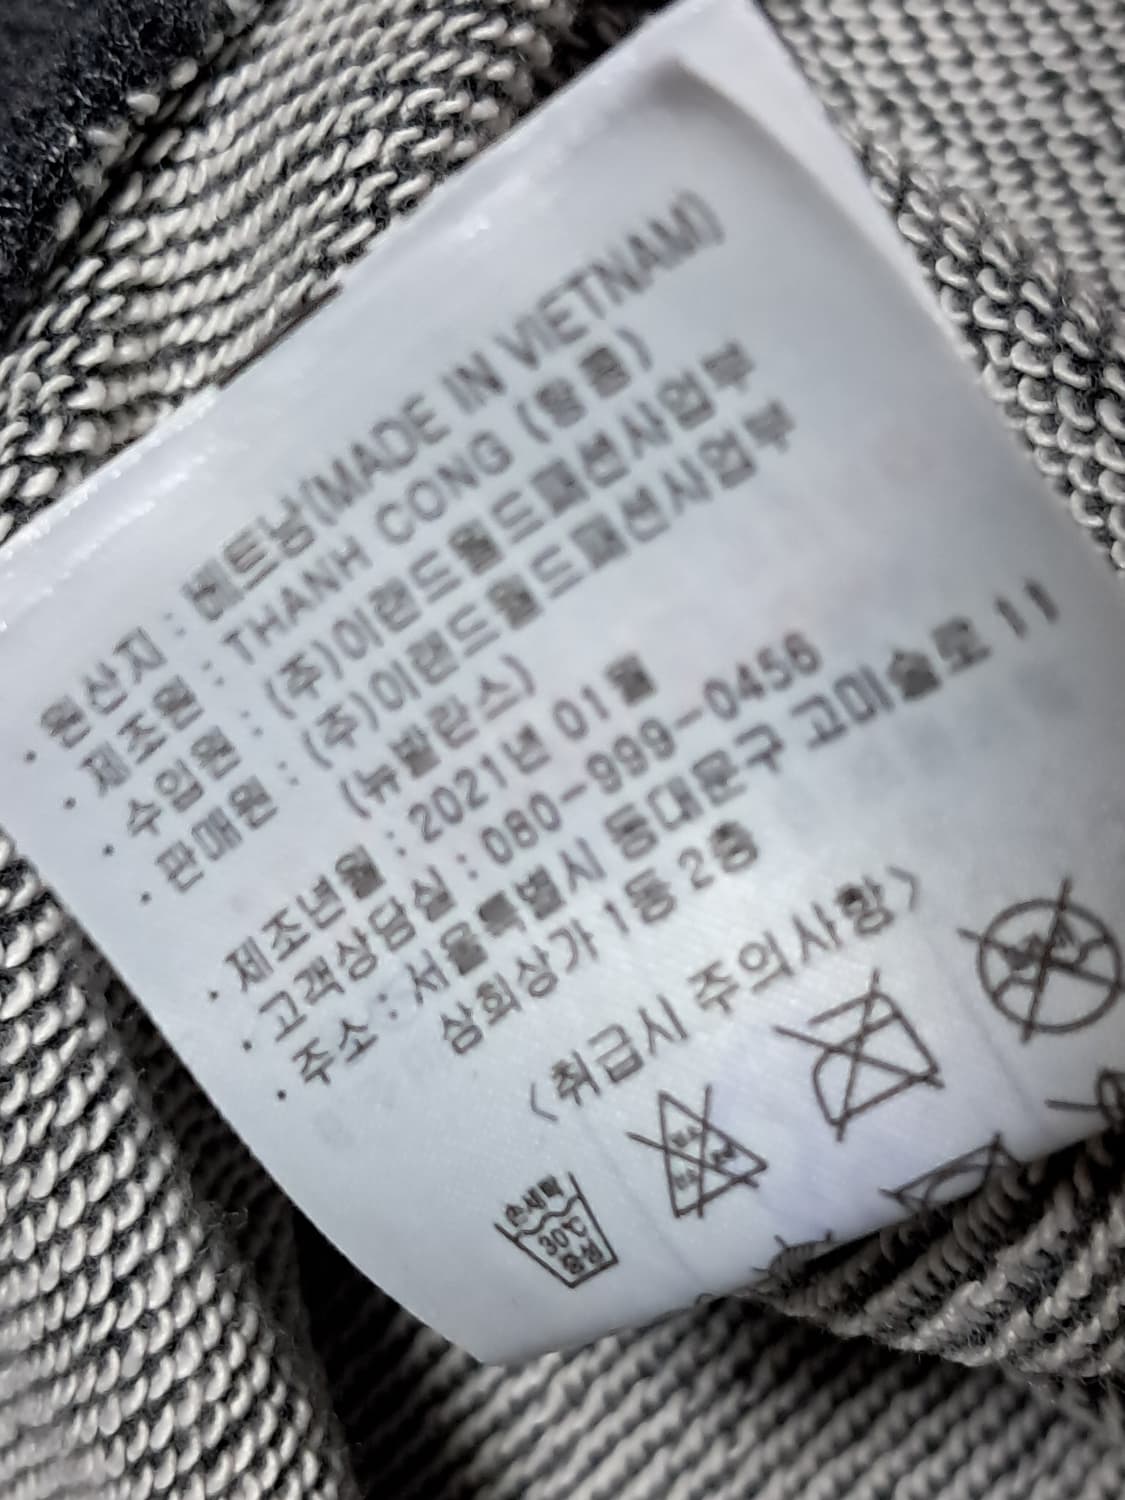 · 원산지 : 베트남(MADE IN VIETNAM)
· 제조원 : THANH CONG (탕콩)
· 수입원 : (주)이랜드월드패션사업부
· 판매원 : (주)이랜드월드패션사업부
(뉴발란스)
· 제조년월 : 2021년 01월
· 고객상담실 : 080-999-0456
· 주소 : 서울특별시 동대문구 고미술로 11
삼희상가 1동 2층
<취급시 주의사항>
손세탁
30℃
중성